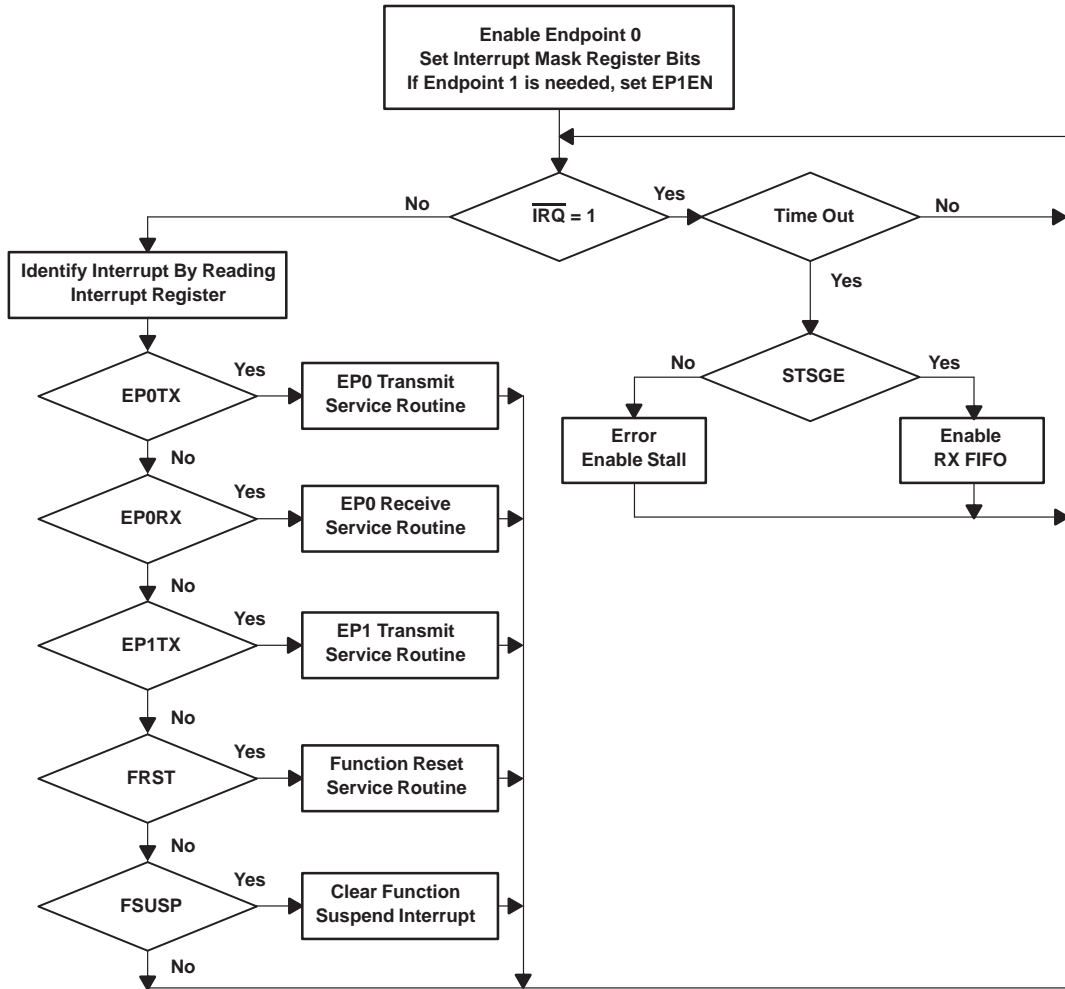 Enable Endpoint 0
Set Interrupt Mask Register Bits
If Endpoint 1 is needed, set EP1EN
No
I̅R̅Q̅ = 1
Yes
Time Out
No
Identify Interrupt By Reading
Interrupt Register
Yes
No
STSGE
Yes
EP0TX
Yes
EP0 Transmit
Service Routine
Error
Enable Stall
Enable
RX FIFO
No
EP0RX
Yes
EP0 Receive
Service Routine
No
EP1TX
Yes
EP1 Transmit
Service Routine
No
FRST
Yes
Function Reset
Service Routine
No
FSUSP
Yes
Clear Function
Suspend Interrupt
No